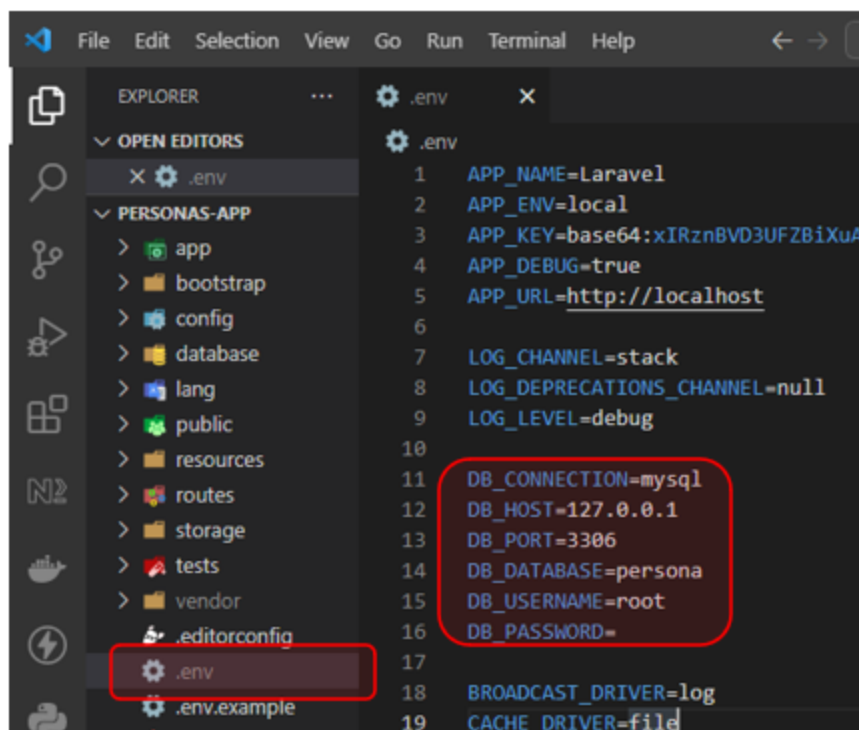 File Edit Selection View Go Run Terminal Help
EXPLORER ...
OPEN EDITORS
.env
PERSONAS-APP
app
bootstrap
config
database
lang
public
resources
routes
storage
tests
vendor
.editorconfig
.env
.env.example
.env
.env
1 APP_NAME=Laravel
2 APP_ENV=local
3 APP_KEY=base64:xIRznBVD3UFZBiXuA
4 APP_DEBUG=true
5 APP_URL=http://localhost
6
7 LOG_CHANNEL=stack
8 LOG_DEPRECATIONS_CHANNEL=null
9 LOG_LEVEL=debug
10
11 DB_CONNECTION=mysql
12 DB_HOST=127.0.0.1
13 DB_PORT=3306
14 DB_DATABASE=persona
15 DB_USERNAME=root
16 DB_PASSWORD=
17
18 BROADCAST_DRIVER=log
19 CACHE_DRIVER=file